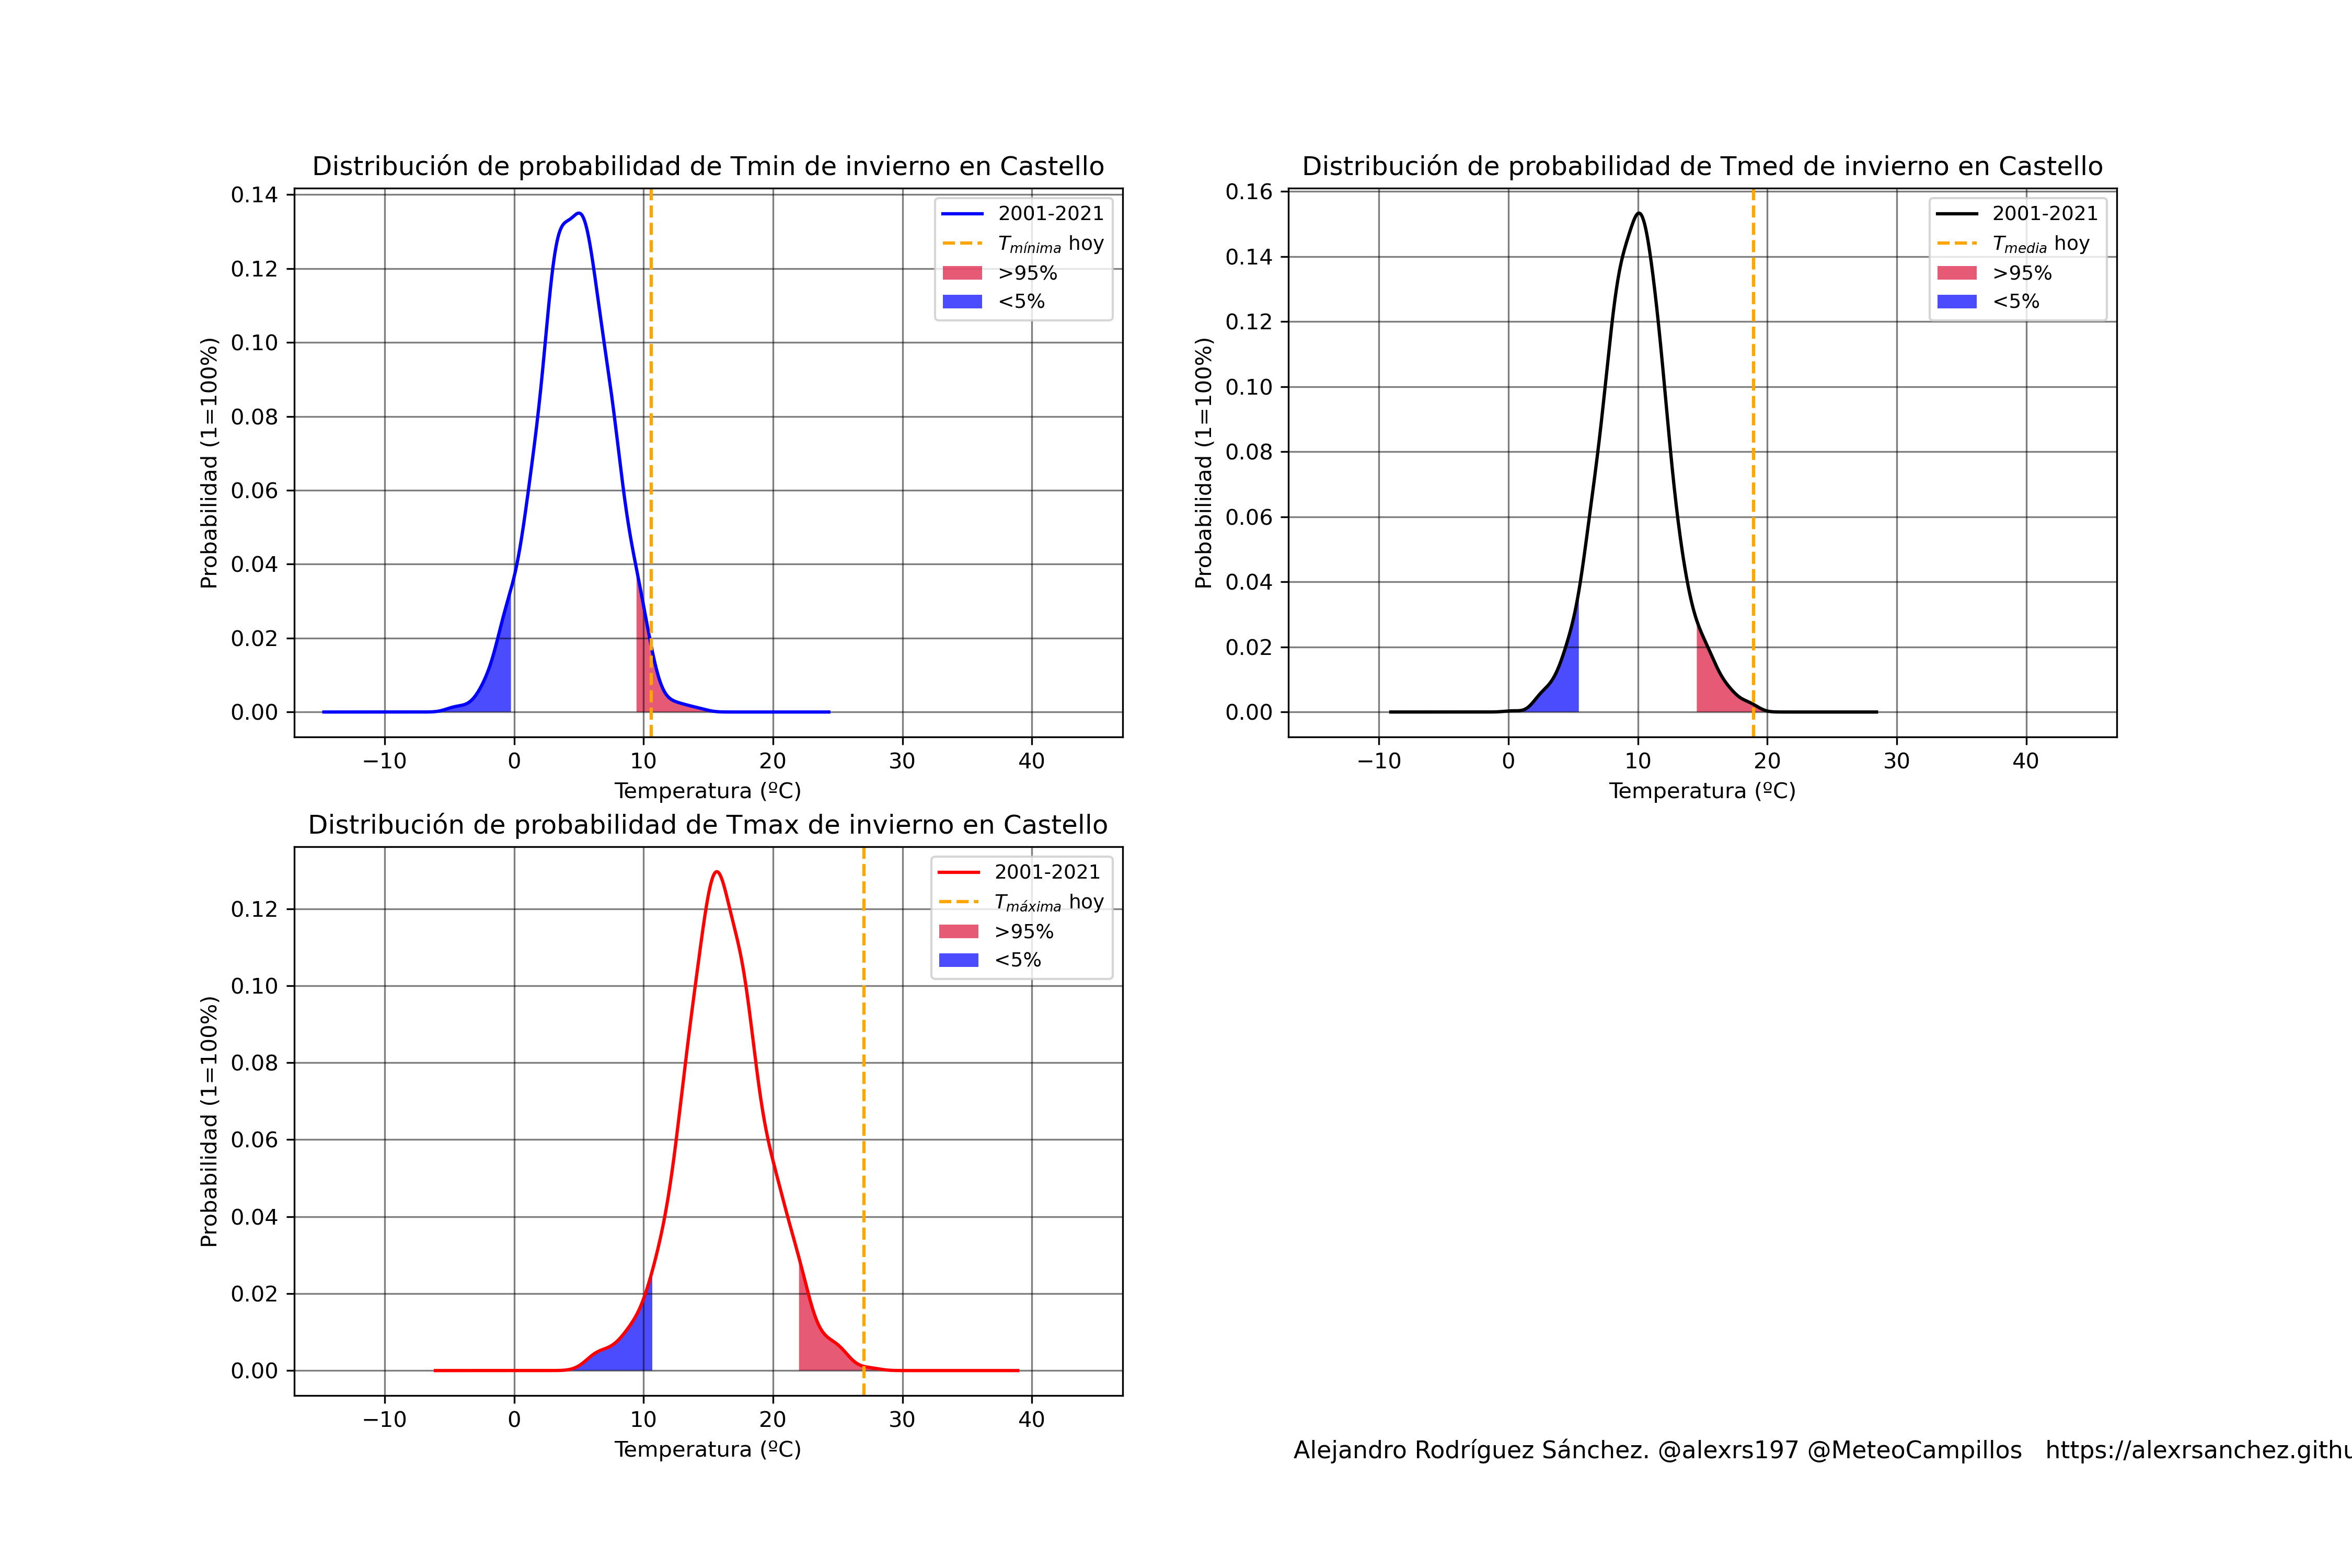 Distribución de probabilidad de Tmin de invierno en Castello
Probabilidad (1=100%)
0.14
0.12
0.10
0.08
0.06
0.04
0.02
0.00
−10 0 10 20 30 40
Temperatura (ºC)
2001-2021
Tmínima hoy
>95%
<5%
Distribución de probabilidad de Tmed de invierno en Castello
Probabilidad (1=100%)
0.16
0.14
0.12
0.10
0.08
0.06
0.04
0.02
0.00
−10 0 10 20 30 40
Temperatura (ºC)
2001-2021
Tmedia hoy
>95%
<5%
Distribución de probabilidad de Tmax de invierno en Castello
Probabilidad (1=100%)
0.12
0.10
0.08
0.06
0.04
0.02
0.00
−10 0 10 20 30 40
Temperatura (ºC)
2001-2021
Tmáxima hoy
>95%
<5%
Alejandro Rodríguez Sánchez. @alexrs197 @MeteoCampillos https://alexrsanchez.githu